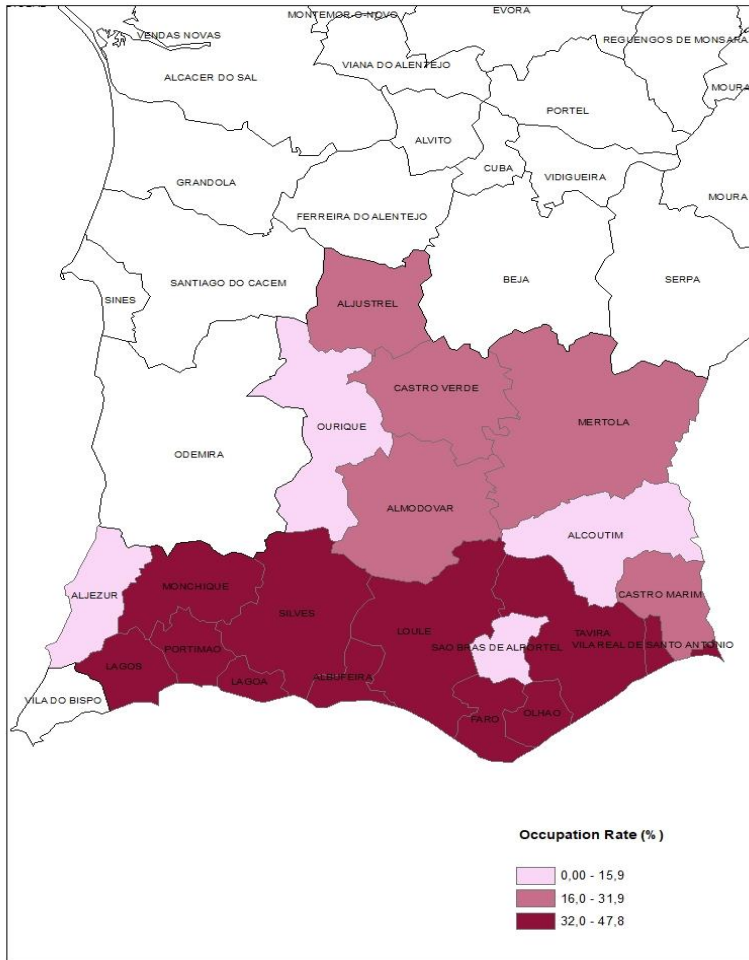 MONTEMOR-O-NOVO
EVORA
VENDAS NOVAS
REGUENGOS DE MONSARA
VIANA DO ALENTEJO
ALCACER DO SAL
MOURA
PORTEL
ALVITO
CUBA
VIDIGUEIRA
GRANDOLA
MOURA
FERREIRA DO ALENTEJO
SANTIAGO DO CACEM
BEJA
SERPA
SINES
ALJUSTREL
CASTRO VERDE
OURIQUE
MERTOLA
ODEMIRA
ALMODOVAR
ALCOUTIM
MONCHIQUE
ALJEZUR
CASTRO MARIM
SILVES
LOULE
TAVIRA
VILA REAL DE SANTO ANTONIO
SAO BRAS DE ALPORTEL
PORTIMAO
LAGOS
ALBUFEIRA
LAGOA
VILA DO BISPO
OLHAO
FARO
Occupation Rate (%)
0,00 - 15,9
16,0 - 31,9
32,0 - 47,8